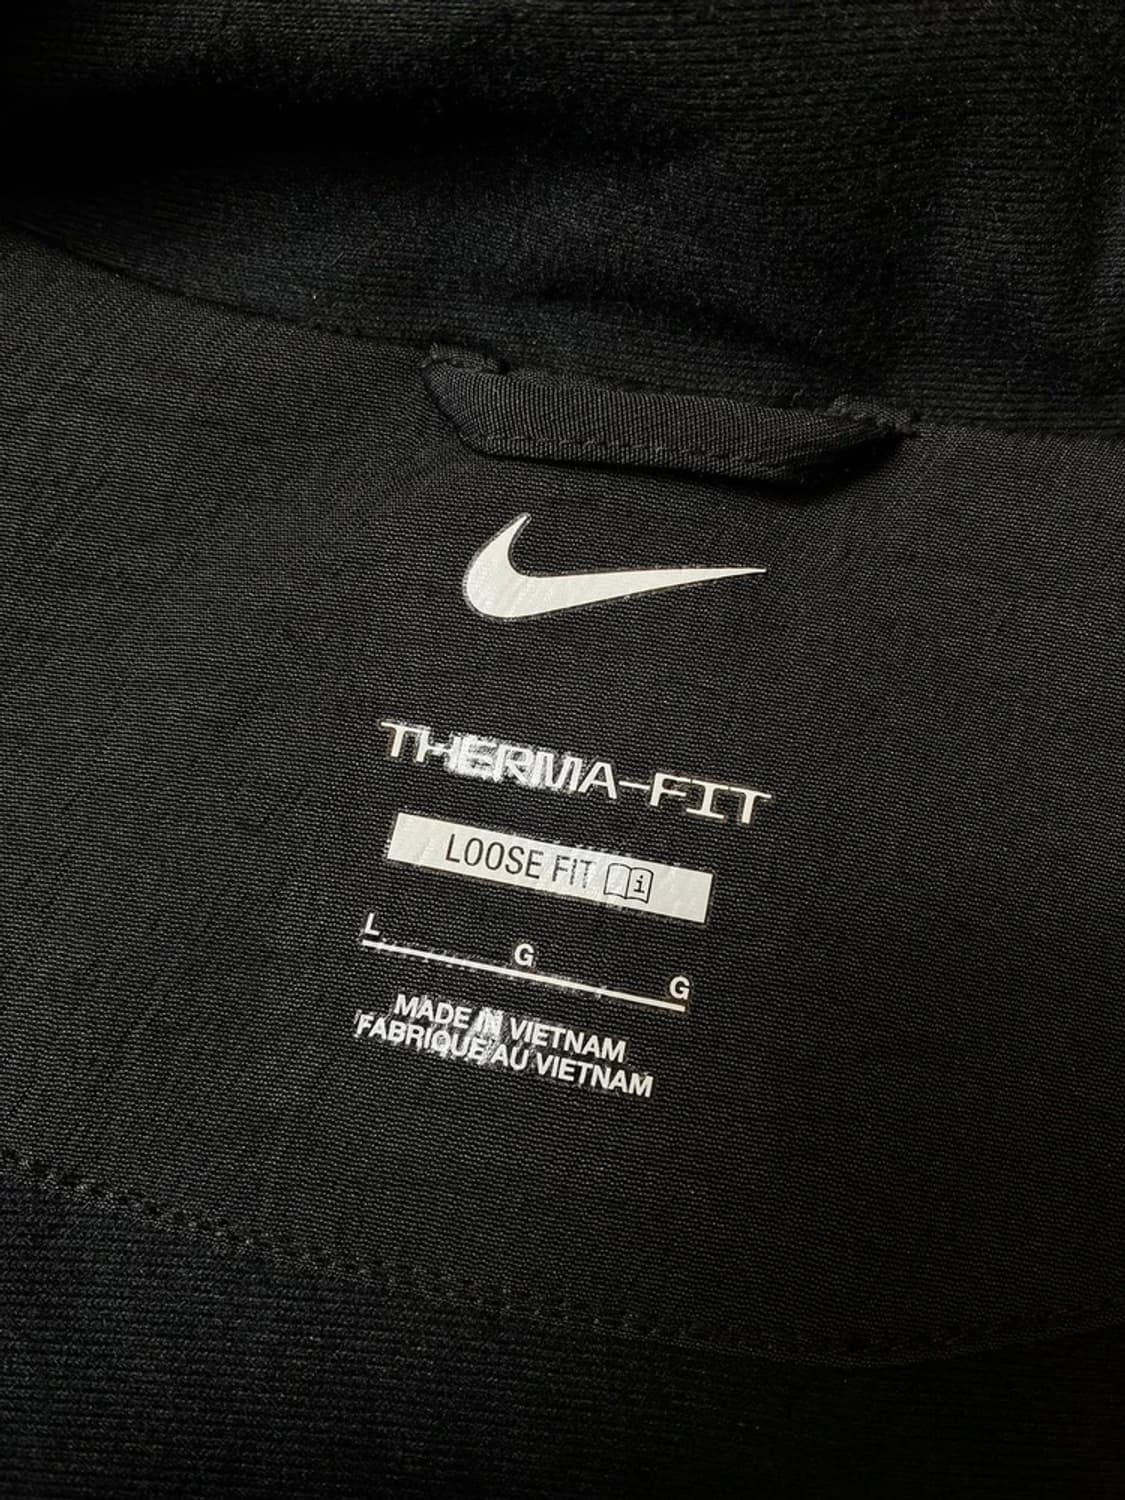 THERMA-FIT
LOOSE FIT i
L G G
MADE IN VIETNAM
FABRIQUE AU VIETNAM